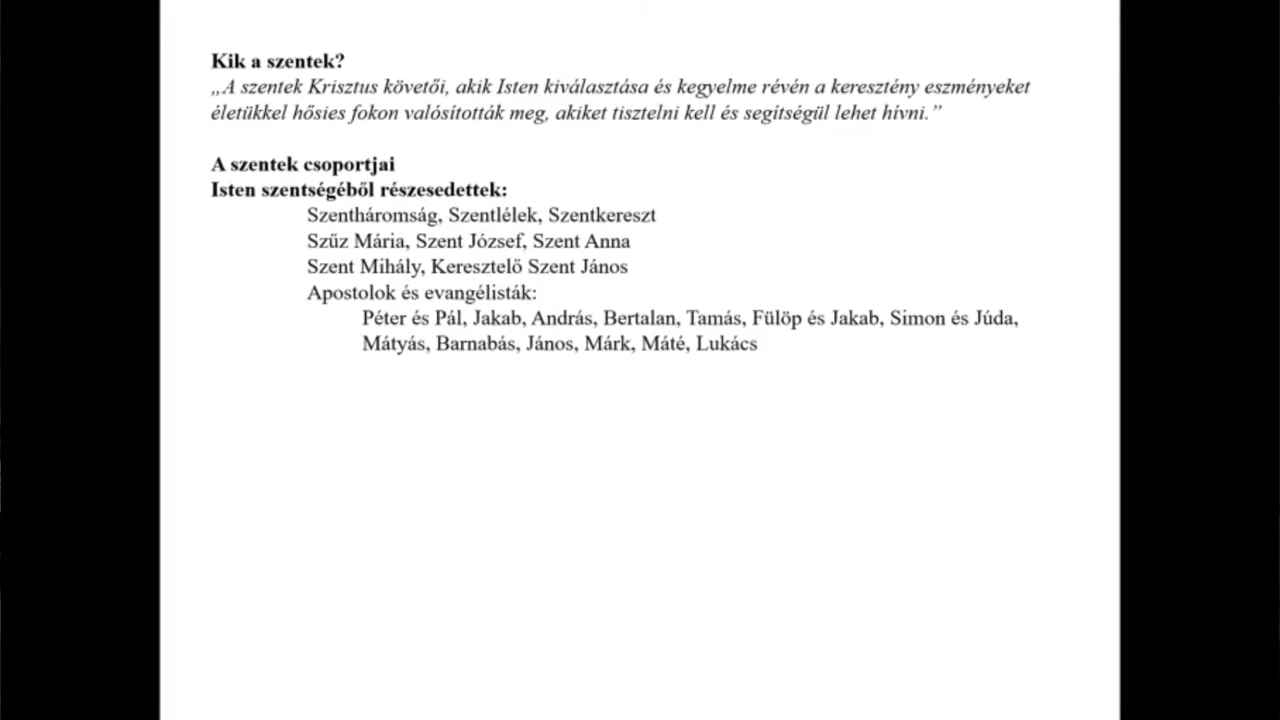 Kik a szentek?
„A szentek Krisztus követői, akik Isten kiválasztása és kegyelme révén a keresztény eszményeket
életükkel hősies fokon valósították meg, akiket tisztelni kell és segítségül lehet hívni.”
A szentek csoportjai
Isten szentségéből részesedettek:
Szentháromság, Szentlélek, Szentkereszt
Szűz Mária, Szent József, Szent Anna
Szent Mihály, Keresztelő Szent János
Apostolok és evangélisták:
Péter és Pál, Jakab, András, Bertalan, Tamás, Fülöp és Jakab, Simon és Júda,
Mátyás, Barnabás, János, Márk, Máté, Lukács